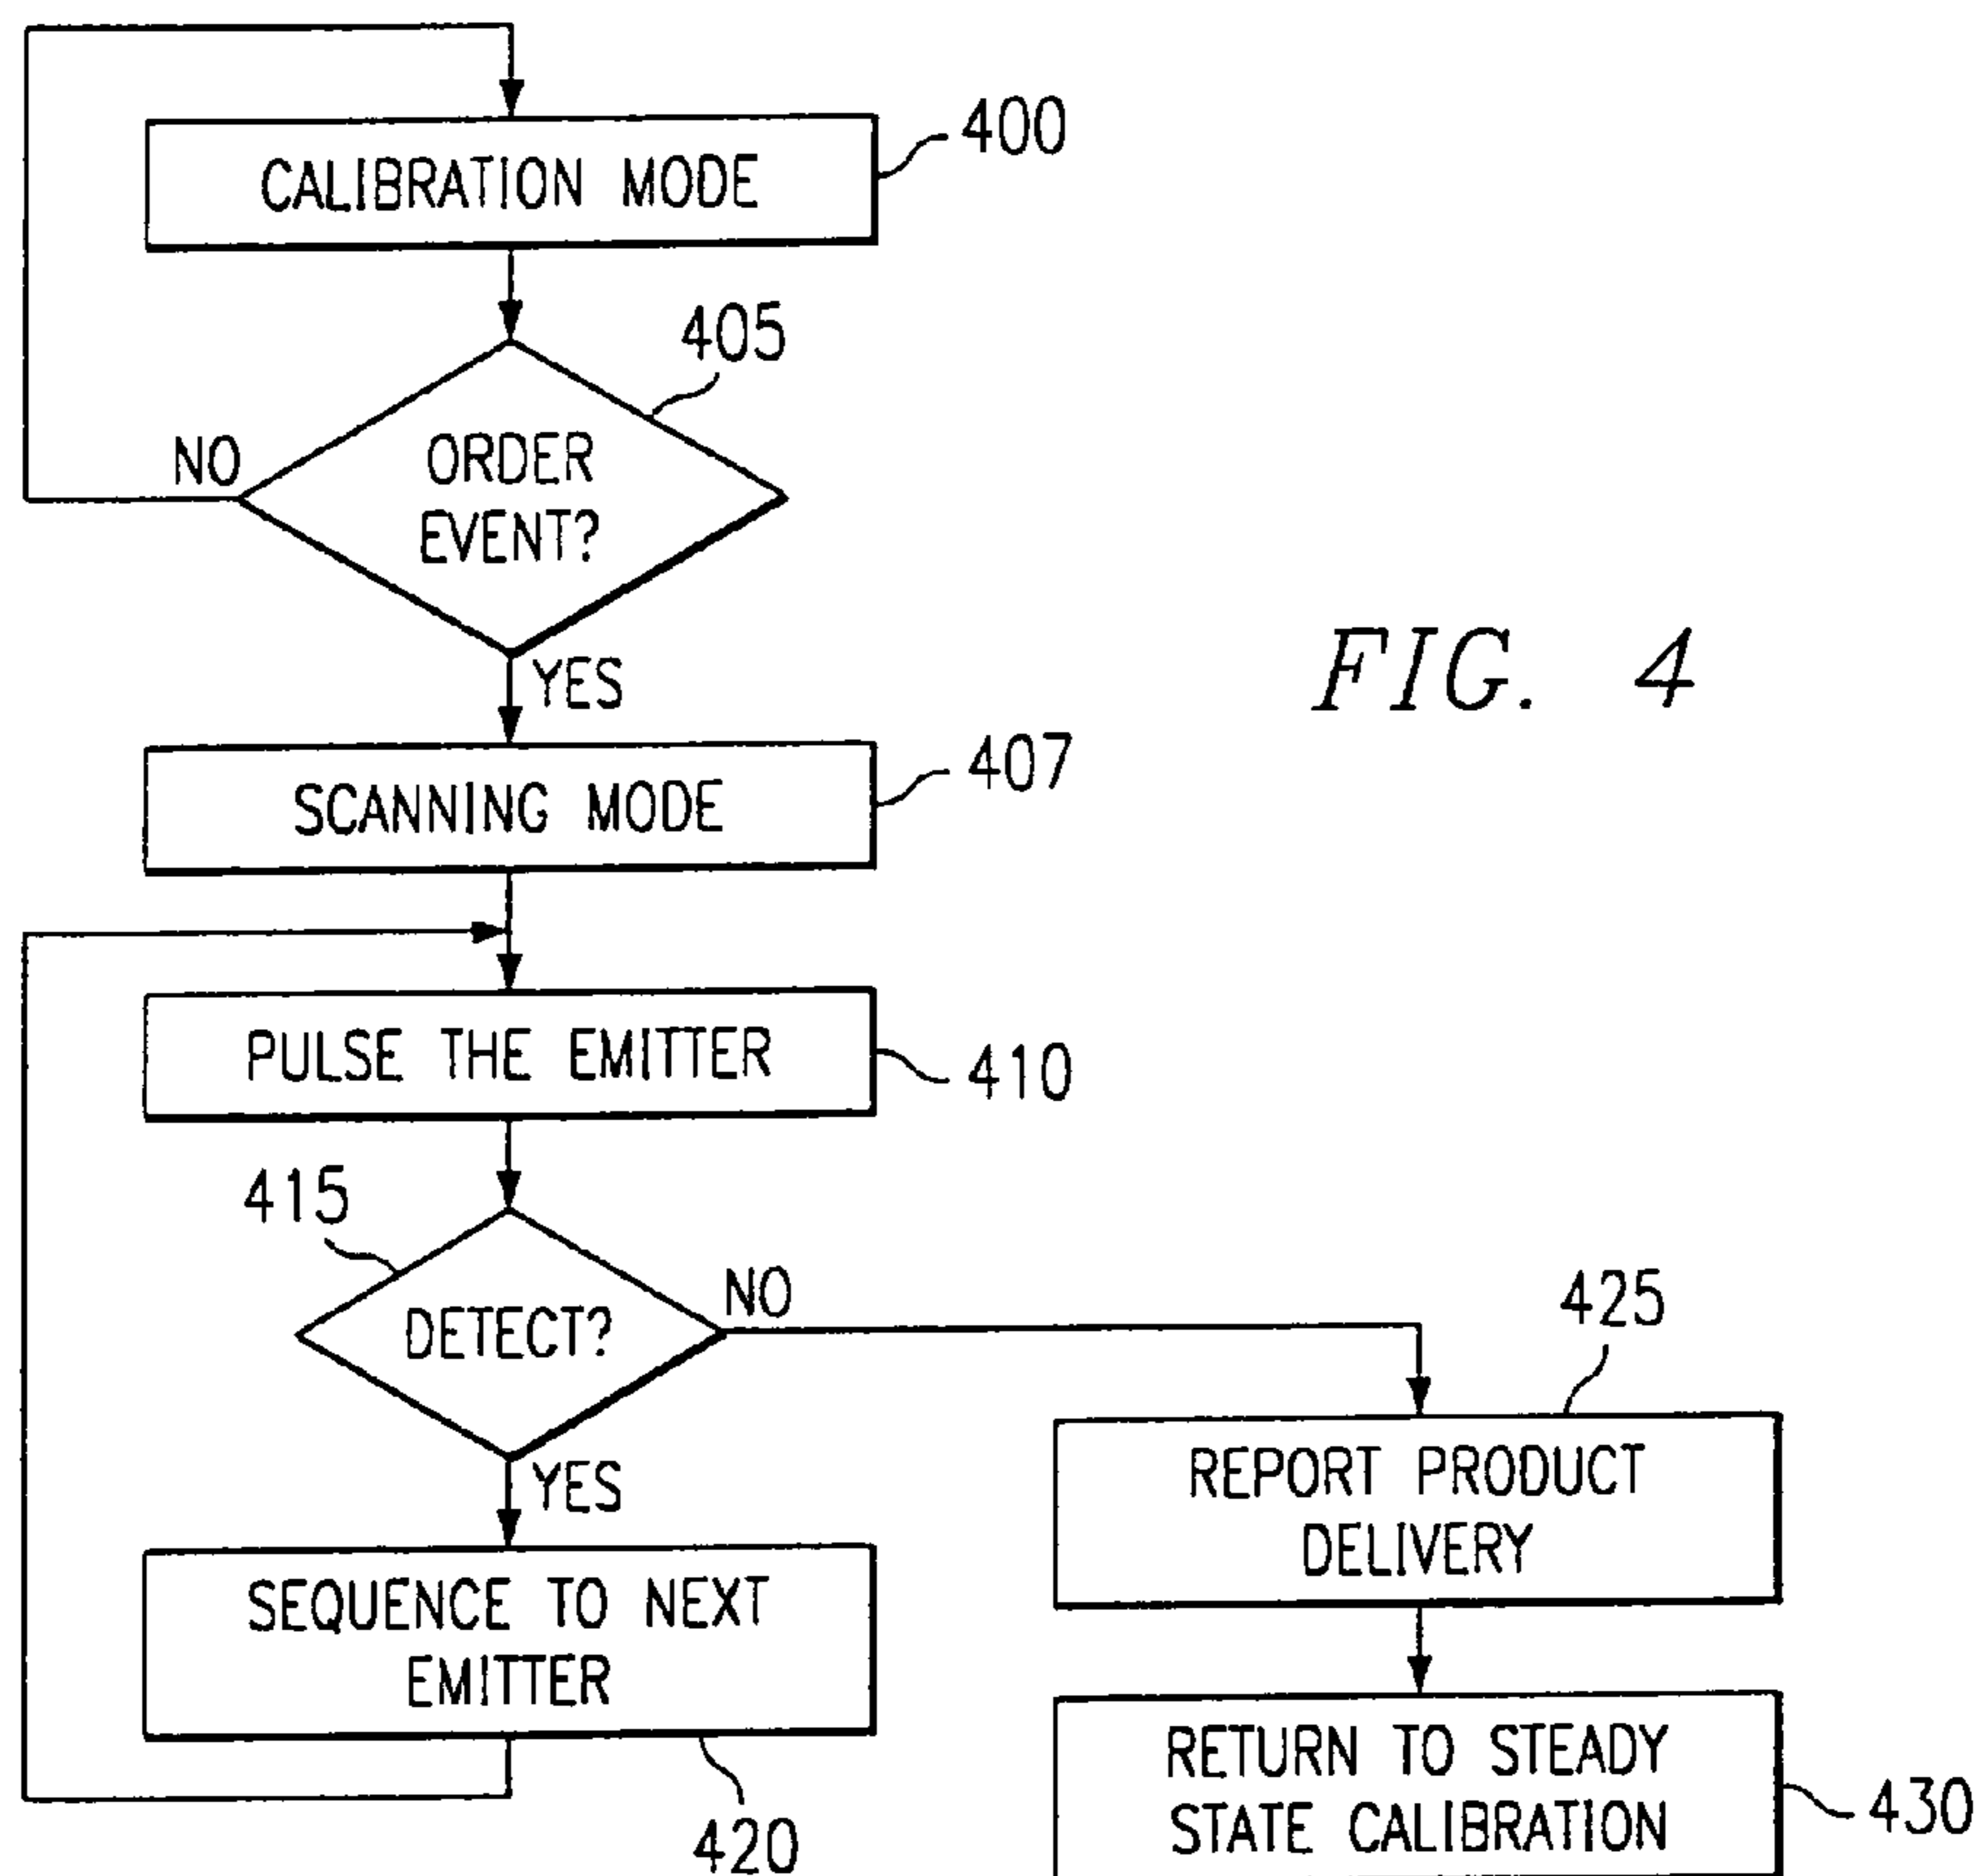 CALIBRATION MODE
400
405
ORDER
EVENT?
NO
YES
FIG. 4
SCANNING MODE
407
PULSE THE EMITTER
410
415
DETECT?
NO
YES
SEQUENCE TO NEXT
EMITTER
420
425
REPORT PRODUCT
DELIVERY
RETURN TO STEADY
STATE CALIBRATION
430